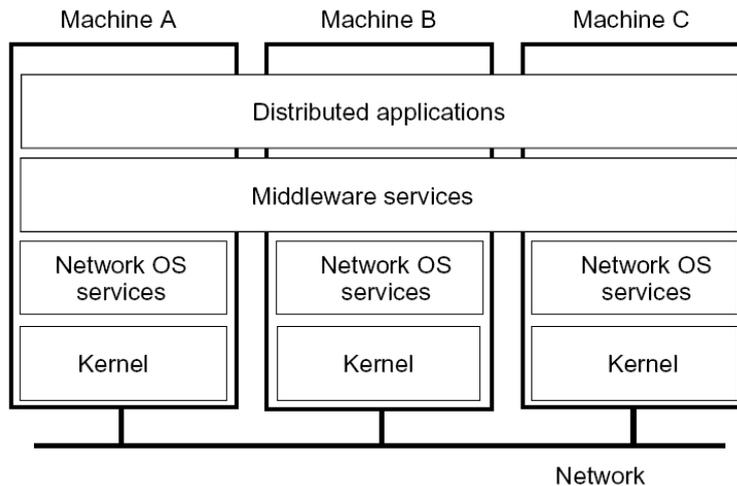 Machine A
Machine B
Machine C
Distributed applications
Middleware services
Network OS
services
Network OS
services
Network OS
services
Kernel
Kernel
Kernel
Network